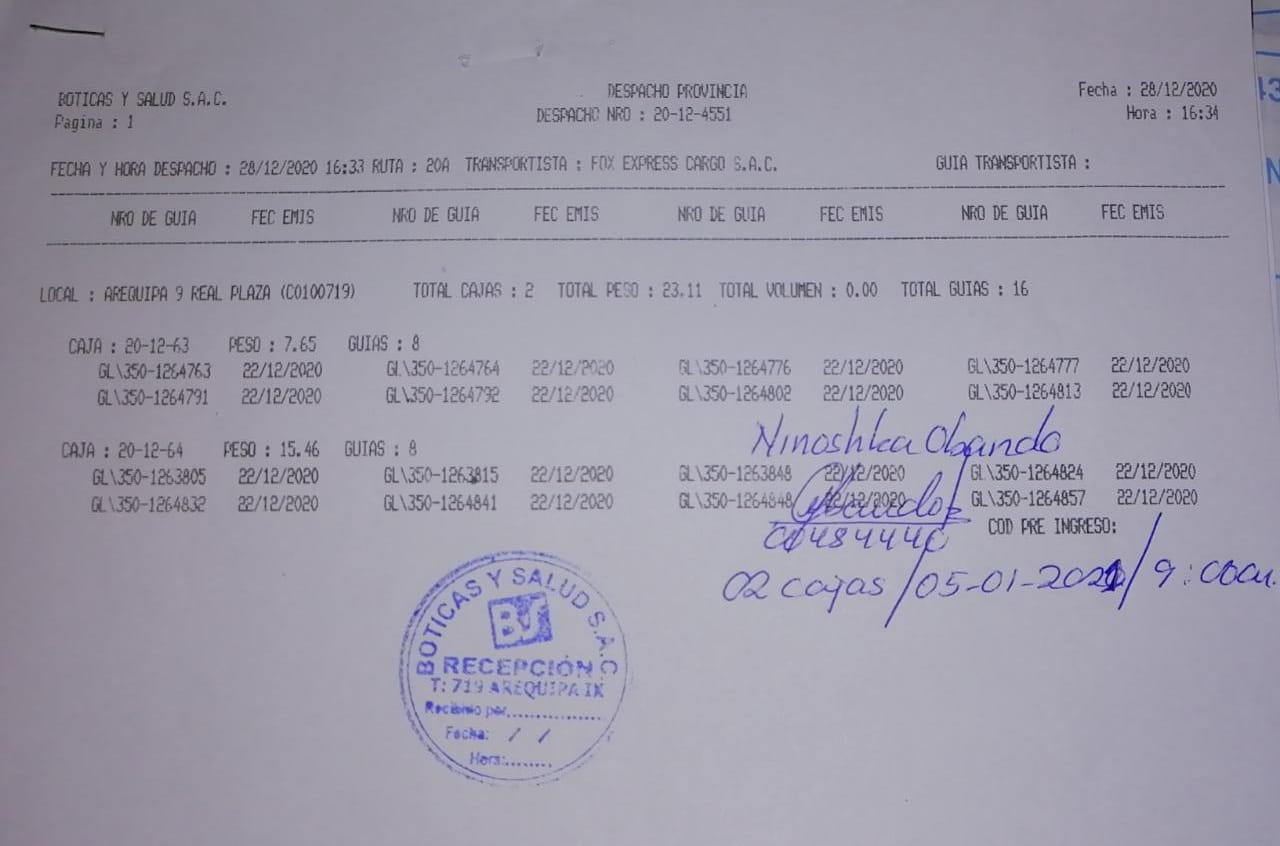 BOTICAS Y SALUD S.A.C.
DESPACHO PROVINCIA
Fecha : 28/12/2020
Pagina : 1
DESPACHO NRO : 20-12-4551
Hora : 16:34
FECHA Y HORA DESPACHO : 28/12/2020 16:33 RUTA : 20A TRANSPORTISTA : FOX EXPRESS CARGO S.A.C. GUIA TRANSPORTISTA :
NRO DE GUIA FEC EMIS NRO DE GUIA FEC EMIS NRO DE GUIA FEC EMIS NRO DE GUIA FEC EMIS
LOCAL : AREQUIPA 9 REAL PLAZA (C0100719) TOTAL CAJAS : 2 TOTAL PESO : 23.11 TOTAL VOLUMEN : 0.00 TOTAL GUIAS : 16
CAJA : 20-12-63 PESO : 7.65 GUIAS : 8
GL\350-1264763 22/12/2020 GL\350-1264764 22/12/2020 GL\350-1264776 22/12/2020 GL\350-1264777 22/12/2020
GL\350-1264791 22/12/2020 GL\350-1264792 22/12/2020 GL\350-1264802 22/12/2020 GL\350-1264813 22/12/2020
CAJA : 20-12-64 PESO : 15.46 GUIAS : 8
Ninoshka Obando
GL\350-1263805 22/12/2020 GL\350-1263815 22/12/2020 GL\350-1263848 22/12/2020 GL\350-1264824 22/12/2020
GL\350-1264832 22/12/2020 GL\350-1264841 22/12/2020 GL\350-1264848 22/12/2020 GL\350-1264857 22/12/2020
COD PRE INGRESO:
02 cajas / 05-01-2021 / 9:00am.
BOTICAS Y SALUD S.A.C.
BS
RECEPCIÓN
T: 719 AREQUIPA IX
Recibido por:..........
Fecha: / /
Hora:........